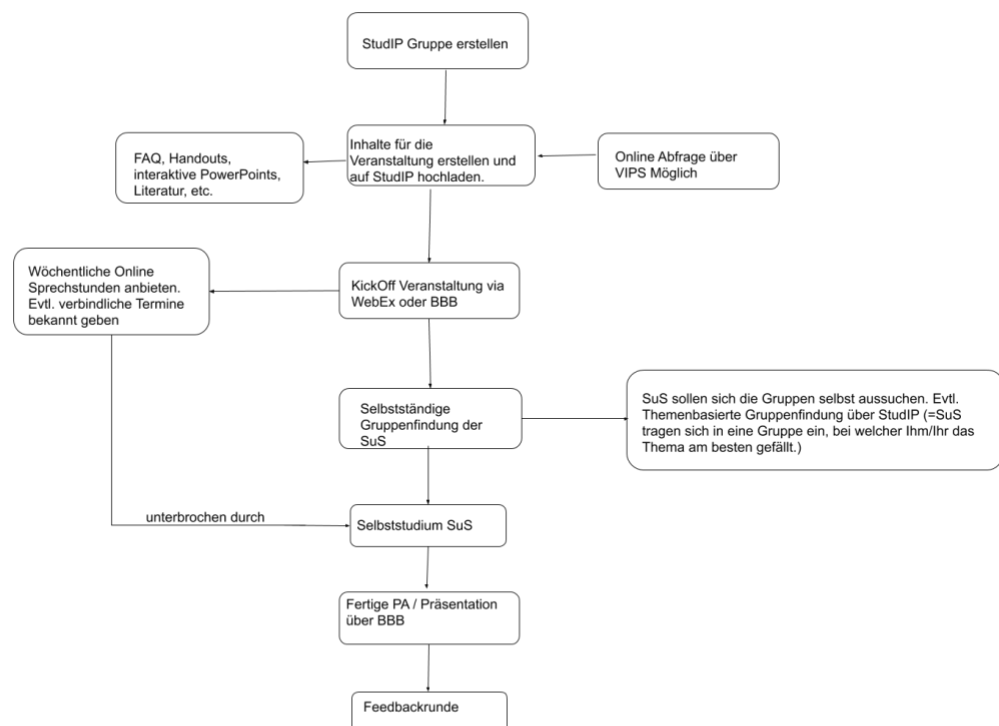 StudIP Gruppe erstellen
Inhalte für die
Veranstaltung erstellen und
auf StudIP hochladen.
FAQ, Handouts,
interaktive PowerPoints,
Literatur, etc.
Online Abfrage über
VIPS Möglich
Wöchentliche Online
Sprechstunden anbieten.
Evtl. verbindliche Termine
bekannt geben
KickOff Veranstaltung via
WebEx oder BBB
Selbstständige
Gruppenfindung der
SuS
SuS sollen sich die Gruppen selbst aussuchen. Evtl.
Themenbasierte Gruppenfindung über StudIP (=SuS
tragen sich in eine Gruppe ein, bei welcher Ihm/Ihr das
Thema am besten gefällt.)
unterbrochen durch
Selbststudium SuS
Fertige PA / Präsentation
über BBB
Feedbackrunde